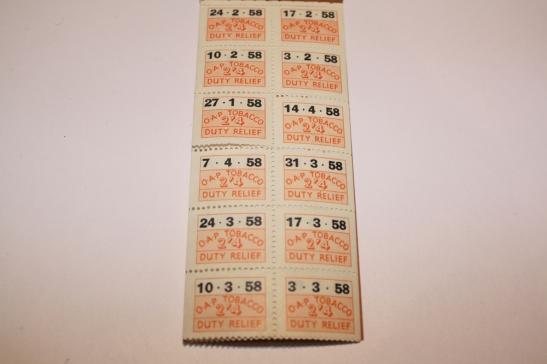 24 · 2 · 58
O·A·P. TOBACCO
2'4
DUTY RELIEF
17 · 2 · 58
O·A·P. TOBACCO
2'4
DUTY RELIEF
10 · 2 · 58
O·A·P. TOBACCO
2'4
DUTY RELIEF
3 · 2 · 58
O·A·P. TOBACCO
2'4
DUTY RELIEF
27 · 1 · 58
O·A·P. TOBACCO
2'4
DUTY RELIEF
14 · 4 · 58
O·A·P. TOBACCO
2'4
DUTY RELIEF
7 · 4 · 58
O·A·P. TOBACCO
2'4
DUTY RELIEF
31 · 3 · 58
O·A·P. TOBACCO
2'4
DUTY RELIEF
24 · 3 · 58
O·A·P. TOBACCO
2'4
DUTY RELIEF
17 · 3 · 58
O·A·P. TOBACCO
2'4
DUTY RELIEF
10 · 3 · 58
O·A·P. TOBACCO
2'4
DUTY RELIEF
3 · 3 · 58
O·A·P. TOBACCO
2'4
DUTY RELIEF